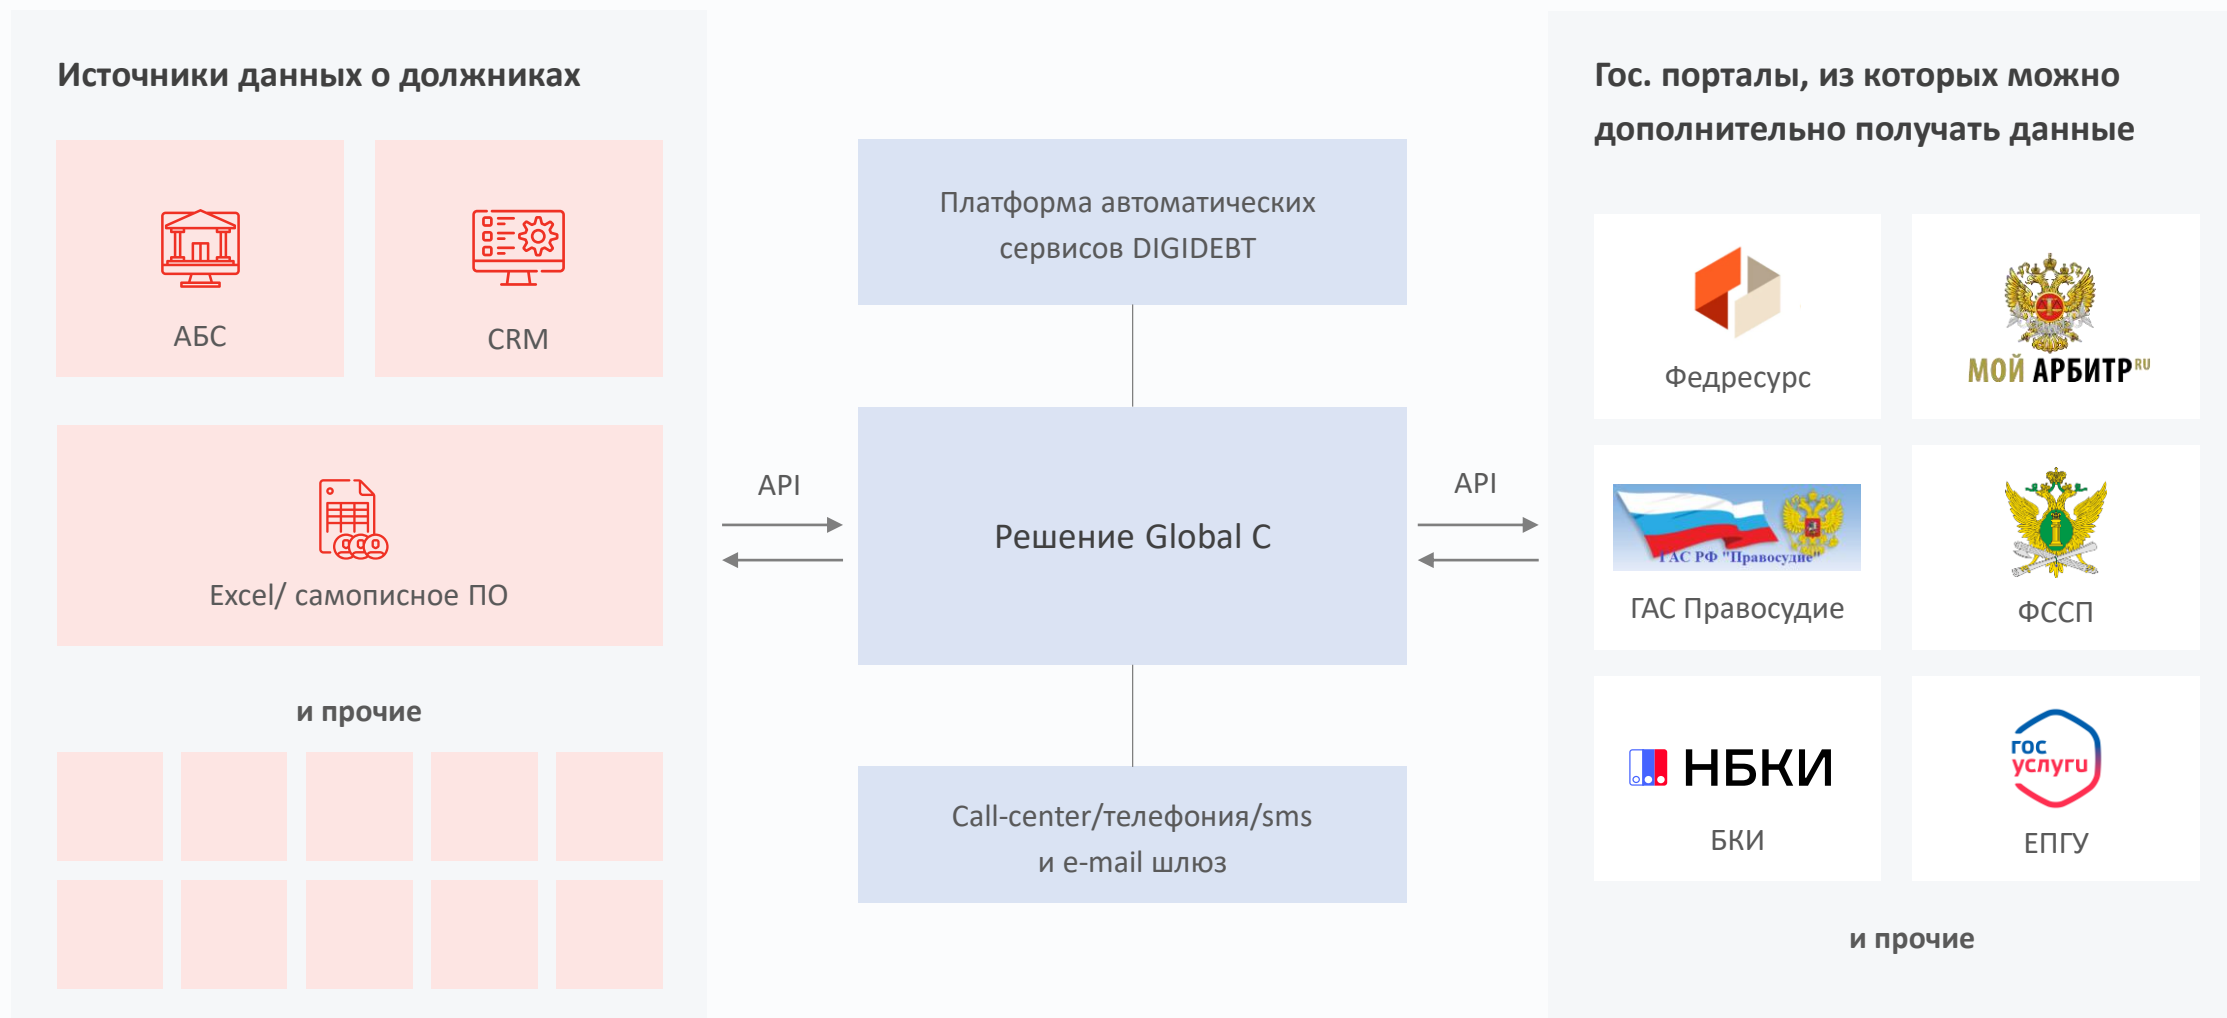 Источники данных о должниках
АБС
CRM
Excel/ самописное ПО
и прочие
Платформа автоматических
сервисов DIGIDEBT
API
Решение Global C
API
Call-center/телефония/sms
и e-mail шлюз
Гос. порталы, из которых можно
дополнительно получать данные
Федресурс
МОЙ АРБИТР RU
ГАС РФ "Правосудие"
ГАС Правосудие
ФССП
НБКИ
БКИ
гос
услуги
ЕПГУ
и прочие